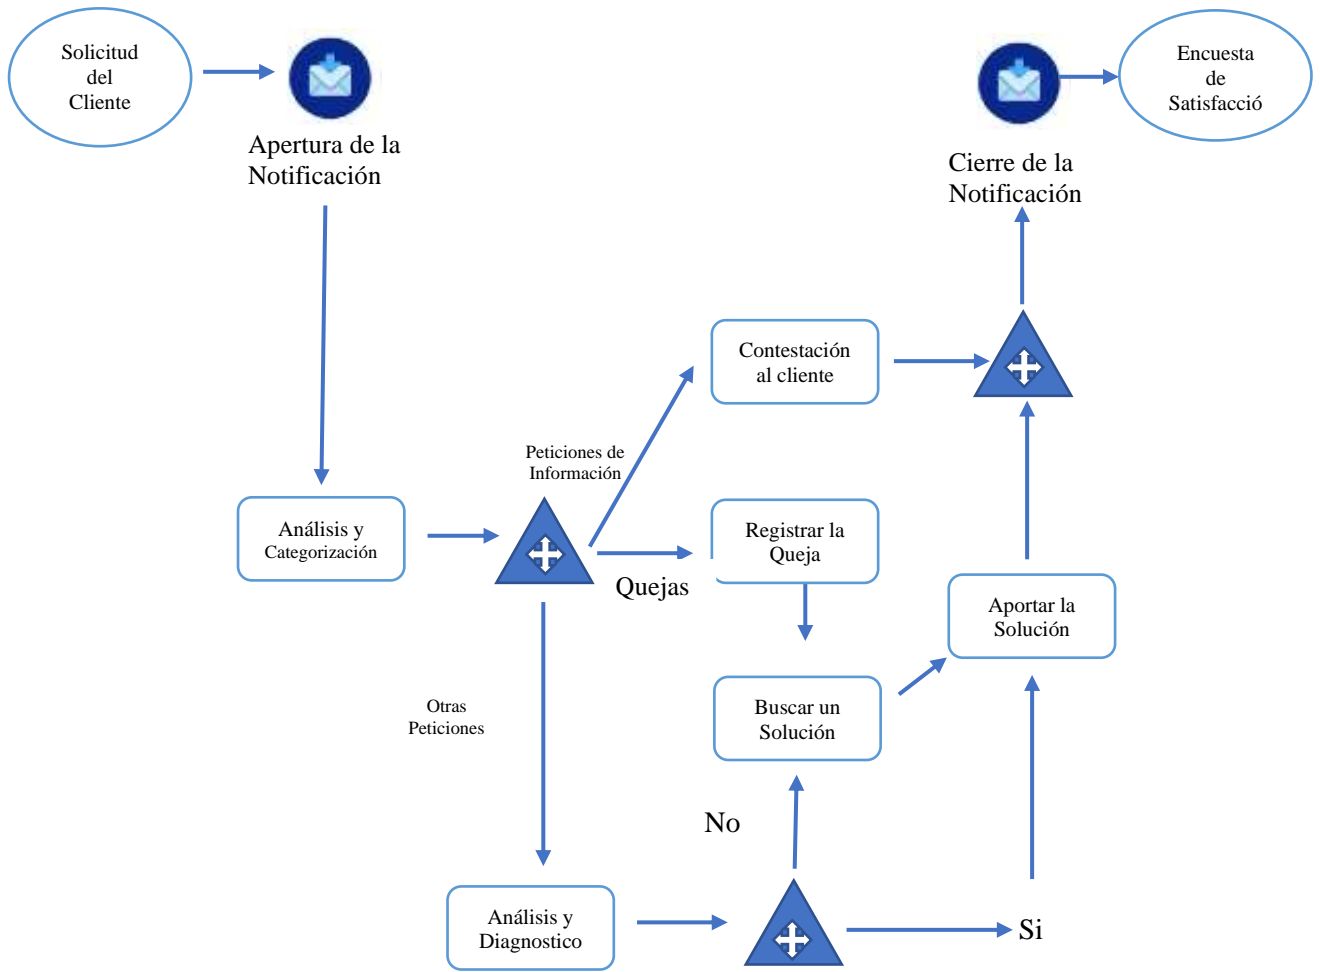 Solicitud
del
Cliente
Encuesta
de
Satisfacció
Apertura de la
Notificación
Cierre de la
Notificación
Contestación
al cliente
Peticiones de
Información
Análisis y
Categorización
Registrar la
Queja
Quejas
Aportar la
Solución
Otras
Peticiones
Buscar un
Solución
No
Análisis y
Diagnostico
Si